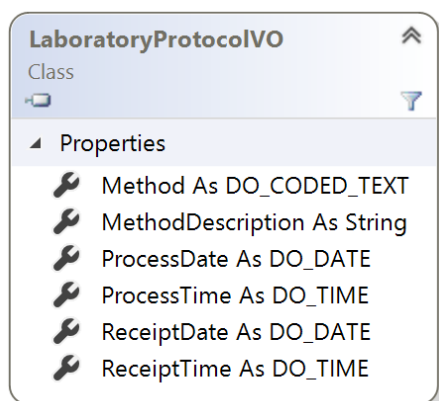 LaboratoryProtocolVO
Class
Properties
Method As DO_CODED_TEXT
MethodDescription As String
ProcessDate As DO_DATE
ProcessTime As DO_TIME
ReceiptDate As DO_DATE
ReceiptTime As DO_TIME